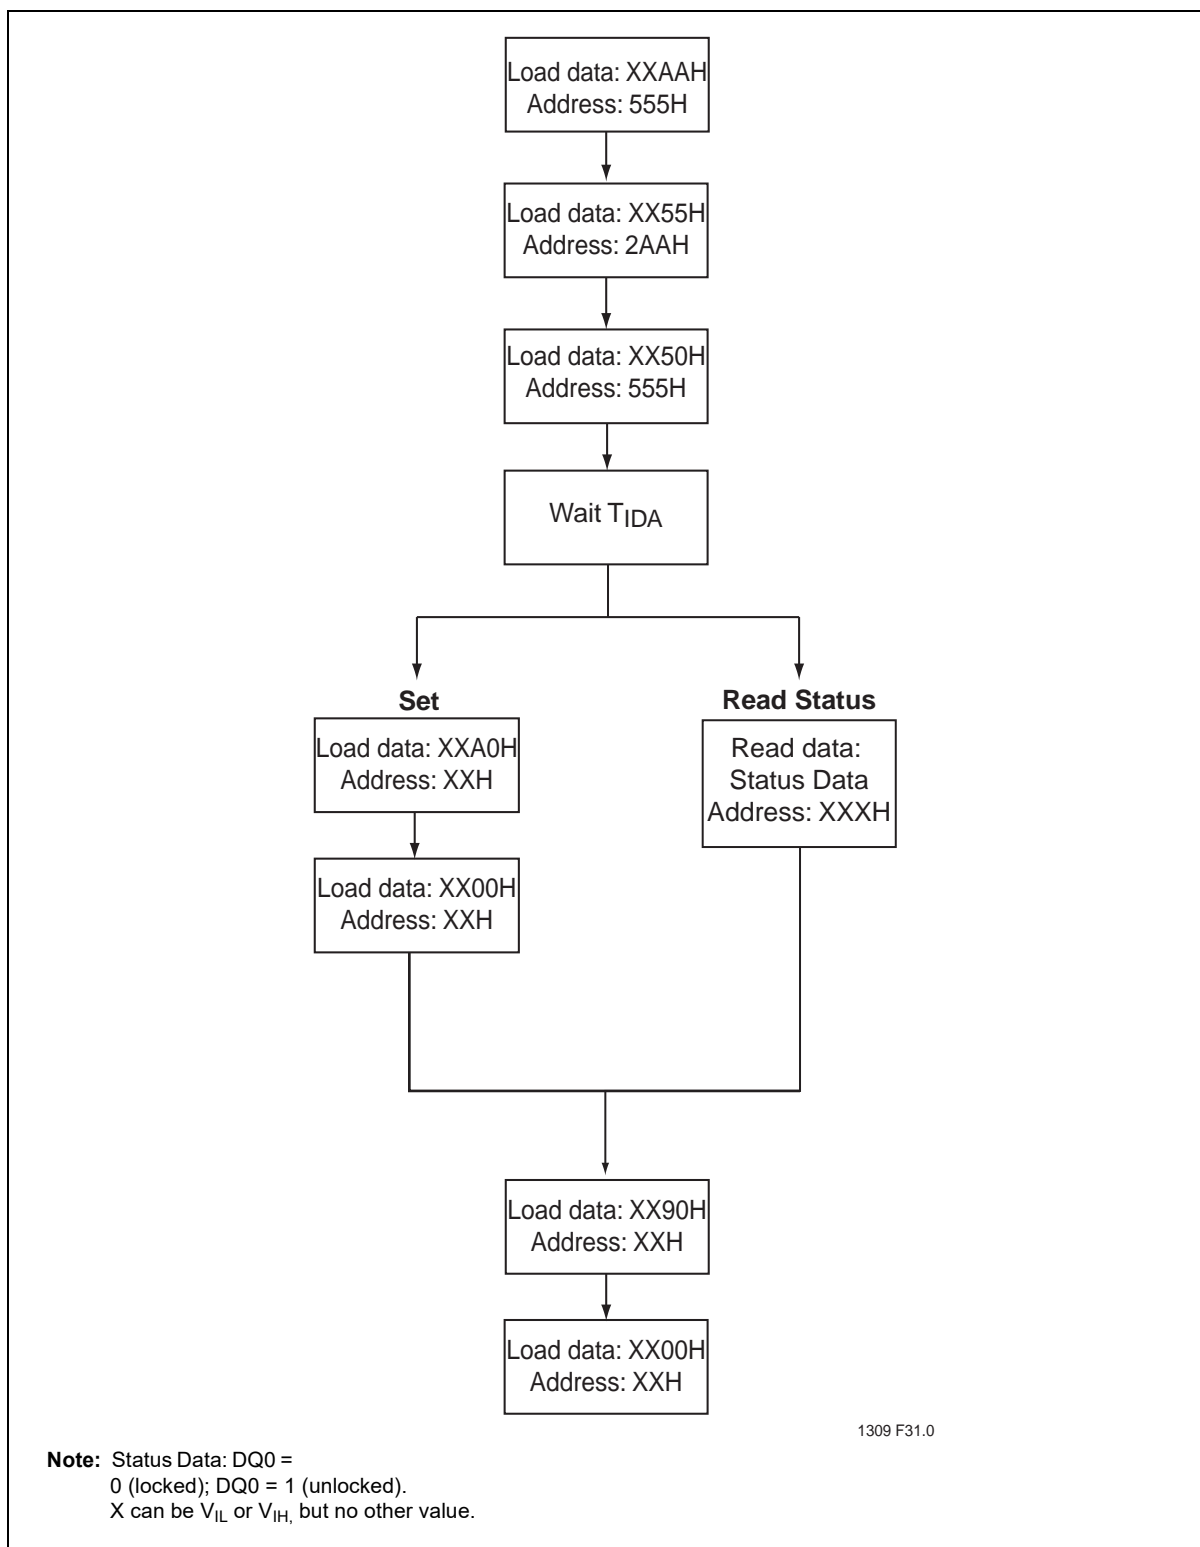 Load data: XXAAH
Address: 555H
Load data: XX55H
Address: 2AAH
Load data: XX50H
Address: 555H
Wait TIDA
Set
Load data: XXA0H
Address: XXH
Load data: XX00H
Address: XXH
Read Status
Read data:
Status Data
Address: XXXH
Load data: XX90H
Address: XXH
Load data: XX00H
Address: XXH
1309 F31.0
Note: Status Data: DQ0 =
0 (locked); DQ0 = 1 (unlocked).
X can be VIL or VIH, but no other value.